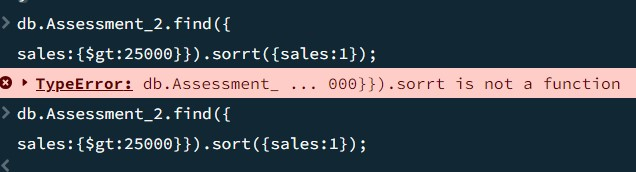 db.Assessment_2.find({
sales:{$gt:25000}}).sorrt({sales:1});
TypeError: db.Assessment_ ... 000}}).sorrt is not a function
db.Assessment_2.find({
sales:{$gt:25000}}).sort({sales:1});